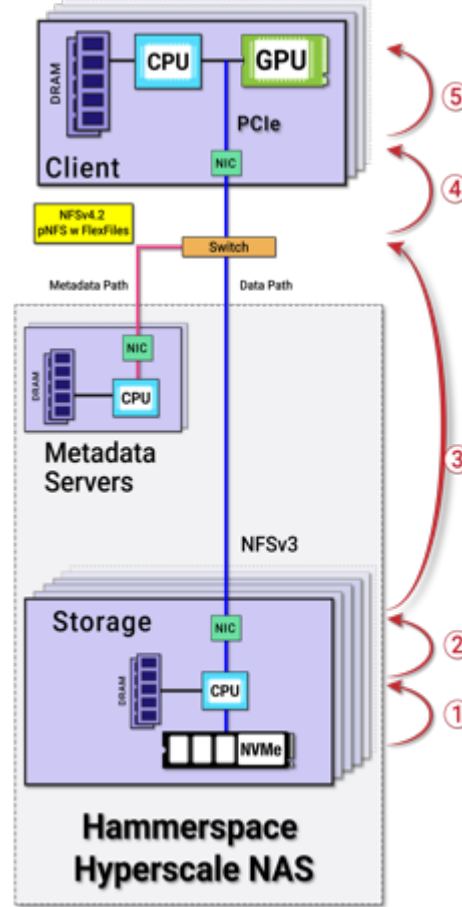 DRAM
CPU
GPU
PCIe
Client
NIC
⑤
④
NFSv4.2
pNFS w FlexFiles
Switch
Metadata Path
Data Path
NIC
DRAM
CPU
Metadata
Servers
③
NFSv3
Storage
NIC
②
DRAM
CPU
①
NVMe
Hammerspace
Hyperscale NAS